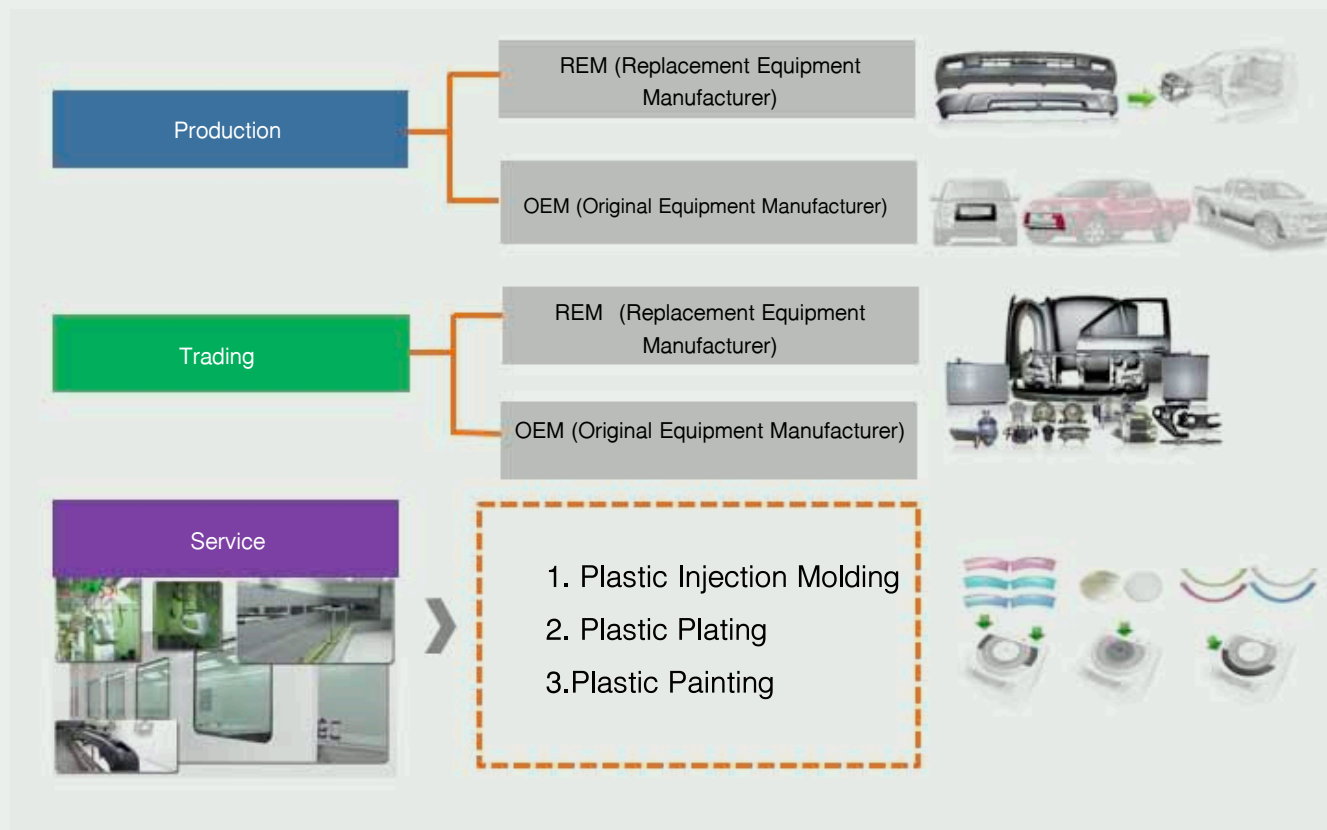 Production
REM (Replacement Equipment
Manufacturer)
OEM (Original Equipment Manufacturer)
Trading
REM (Replacement Equipment
Manufacturer)
OEM (Original Equipment Manufacturer)
Service
1. Plastic Injection Molding
2. Plastic Plating
3.Plastic Painting